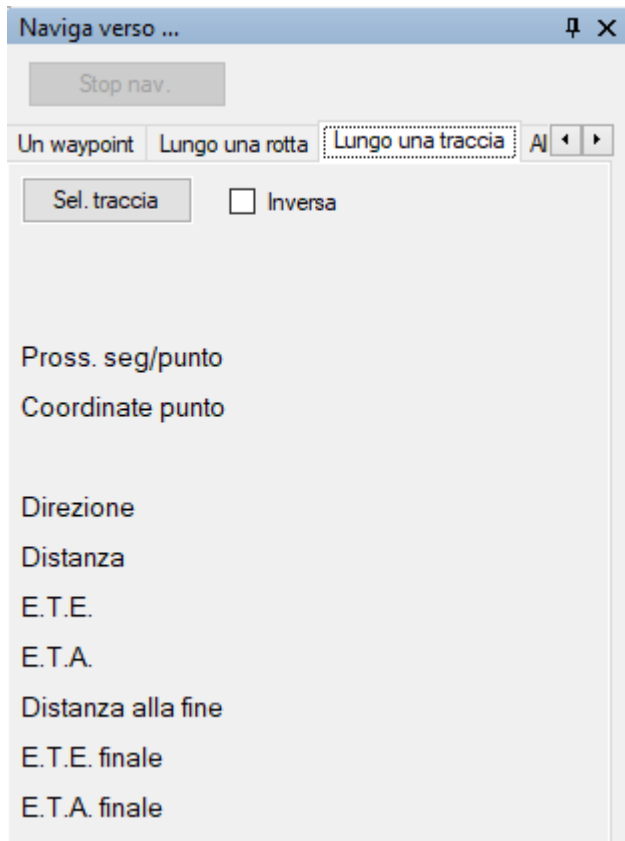 Naviga verso ...
Stop nav.
Un waypoint Lungo una rotta Lungo una traccia Al
Sel. traccia Inversa
Pross. seg/punto
Coordinate punto
Direzione
Distanza
E.T.E.
E.T.A.
Distanza alla fine
E.T.E. finale
E.T.A. finale